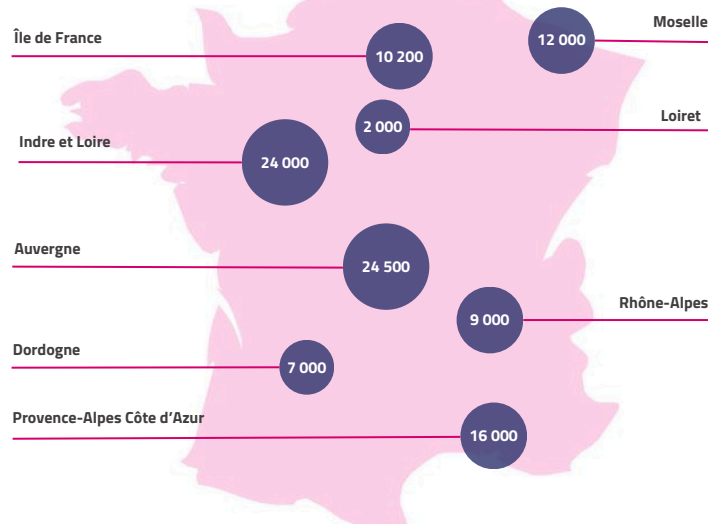 Moselle
12 000
Île de France
10 200
Loiret
2 000
Indre et Loire
24 000
Auvergne
24 500
Rhône-Alpes
9 000
Dordogne
7 000
Provence-Alpes Côte d’Azur
16 000